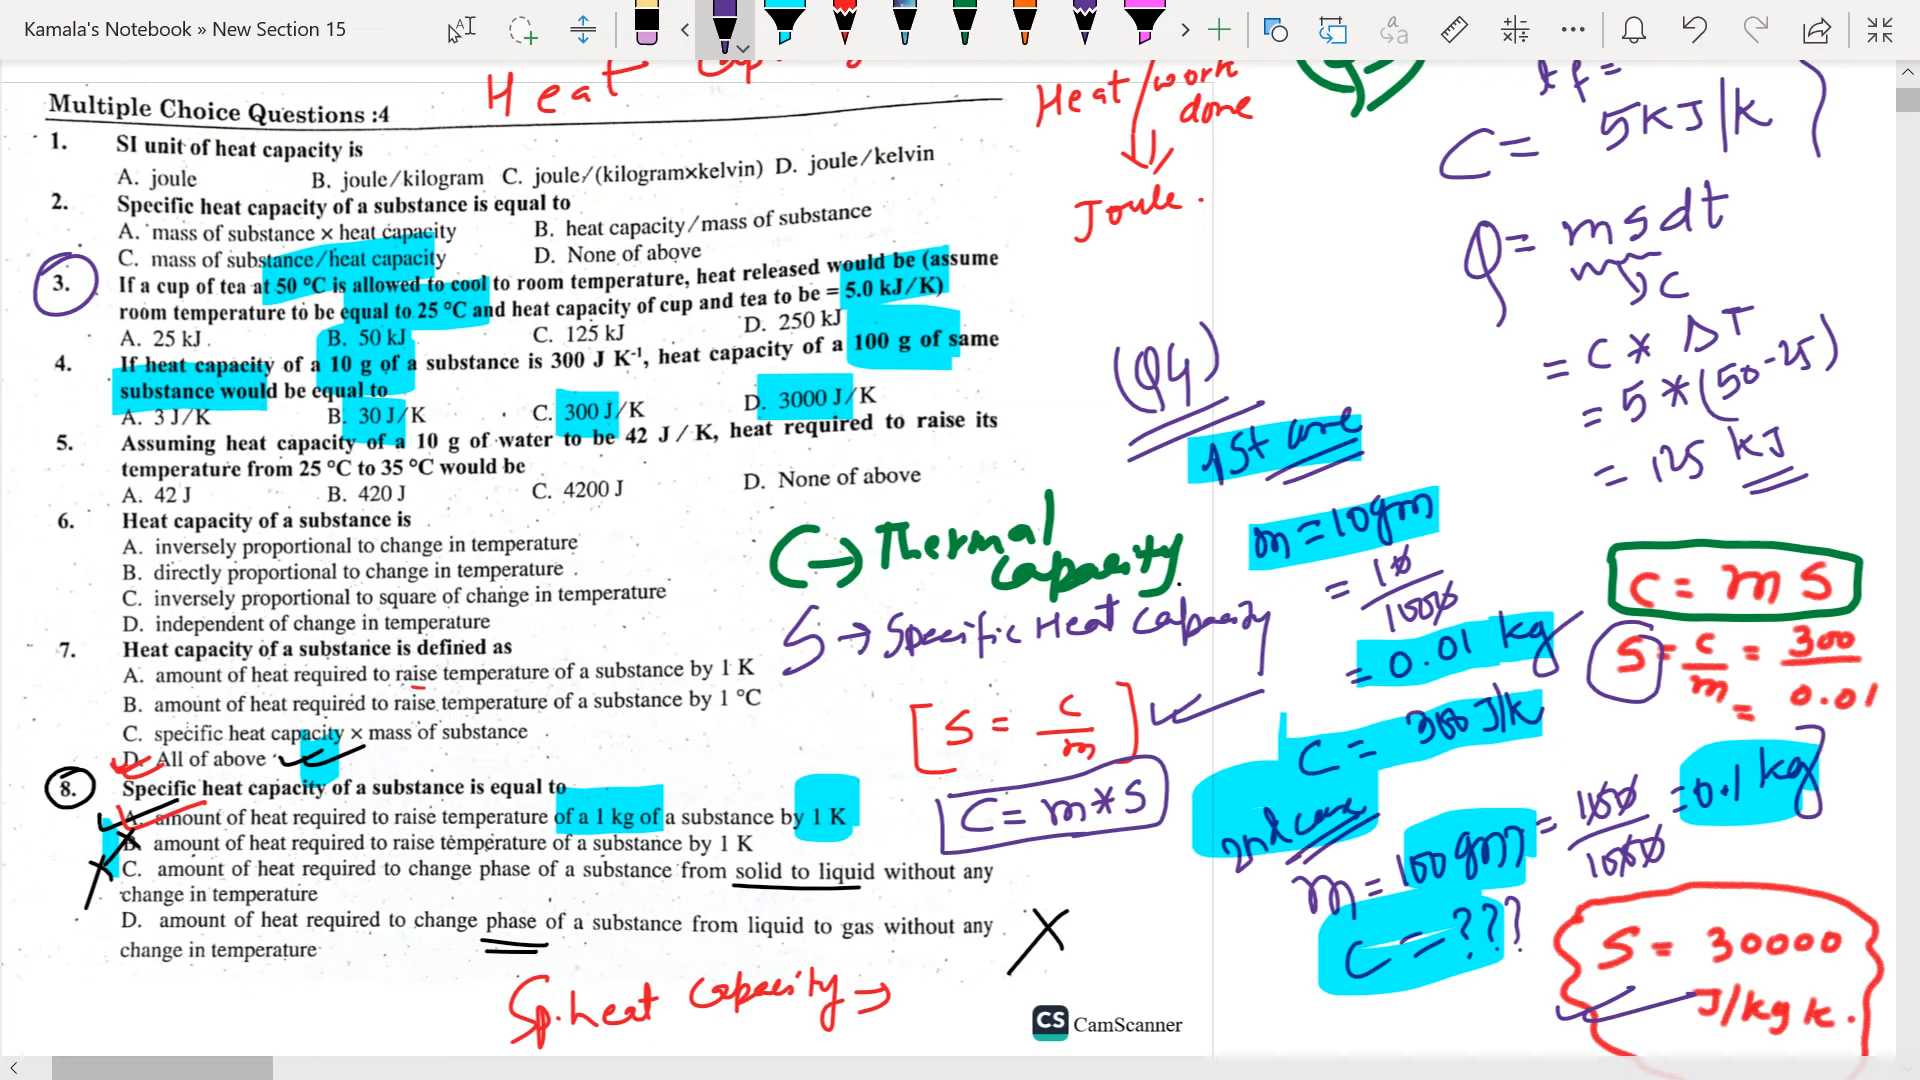 Kamala's Notebook » New Section 15
Heat
Multiple Choice Questions :4
1. SI unit of heat capacity is
A. joule B. joule/kilogram C. joule/(kilogram×kelvin) D. joule/kelvin
2. Specific heat capacity of a substance is equal to
A. mass of substance × heat capacity B. heat capacity/mass of substance
C. mass of substance/heat capacity D. None of above
3. If a cup of tea at 50 °C is allowed to cool to room temperature, heat released would be (assume
room temperature to be equal to 25 °C and heat capacity of cup and tea to be = 5.0 kJ/K)
A. 25 kJ . B. 50 kJ C. 125 kJ D. 250 kJ
4. If heat capacity of a 10 g of a substance is 300 J K-¹, heat capacity of a 100 g of same
substance would be equal to
A. 3 J/K B. 30 J/K C. 300 J/K D. 3000 J/K
5. Assuming heat capacity of a 10 g of water to be 42 J / K, heat required to raise its
temperature from 25 °C to 35 °C would be
A. 42 J B. 420 J C. 4200 J D. None of above
6. Heat capacity of a substance is
A. inversely proportional to change in temperature
B. directly proportional to change in temperature
C. inversely proportional to square of change in temperature
D. independent of change in temperature
7. Heat capacity of a substance is defined as
A. amount of heat required to raise temperature of a substance by 1 K
B. amount of heat required to raise temperature of a substance by 1 °C
C. specific heat capacity × mass of substance
D. All of above
8. Specific heat capacity of a substance is equal to
A. amount of heat required to raise temperature of a 1 kg of a substance by 1 K
B. amount of heat required to raise temperature of a substance by 1 K
C. amount of heat required to change phase of a substance from solid to liquid without any
change in temperature
D. amount of heat required to change phase of a substance from liquid to gas without any
change in temperature
Sp. heat capacity ⇒
CS CamScanner
Heat/work
done
Joule.
C → Thermal
capacity.
S → Specific Heat Capacity
[S = c/m]
C = m*S
(Q4)
1st case
m = 10gm
= 10/1000
= 0.01 kg
C = 300 J/k
2nd case
m = 100gm = 100/1000 = 0.1 kg
C = ???
C = 5KJ/k
Q = msdt
C
= C * ΔT
= 5 * (50-25)
= 125 kJ
C = m S
S = c/m = 300/0.01
=
S = 30000
J/kg k.